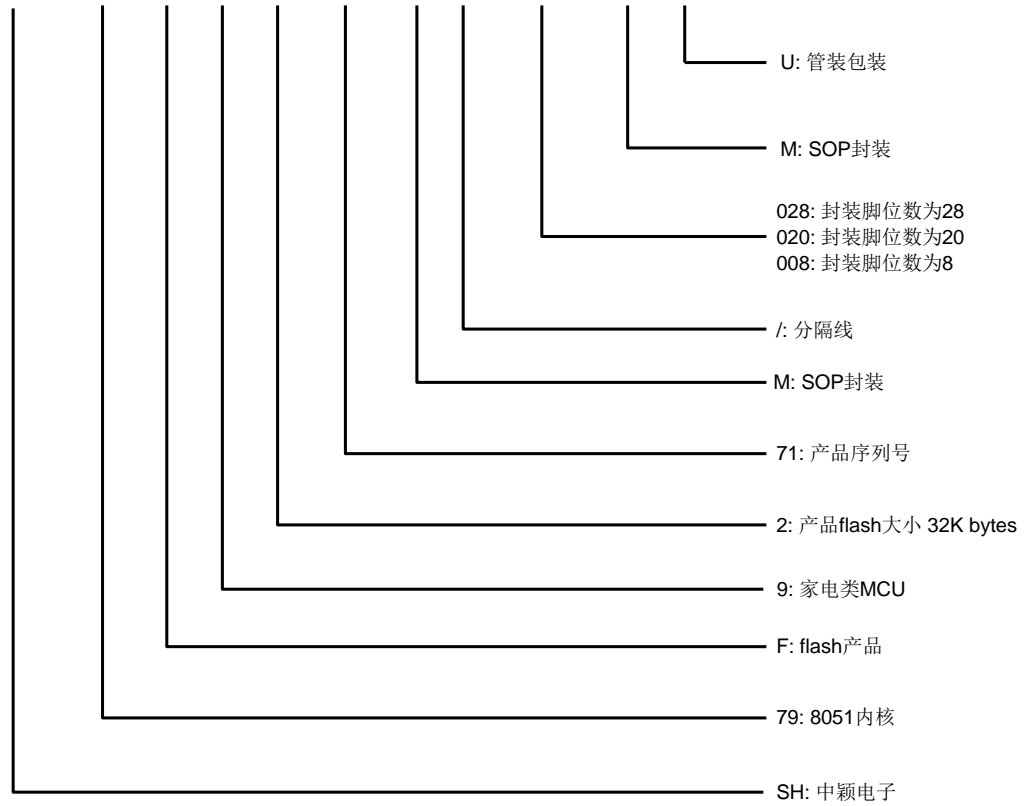 U: 管装包装
M: SOP封装
028: 封装脚位数为28
020: 封装脚位数为20
008: 封装脚位数为8
/: 分隔线
M: SOP封装
71: 产品序列号
2: 产品flash大小 32K bytes
9: 家电类MCU
F: flash产品
79: 8051内核
SH: 中颖电子